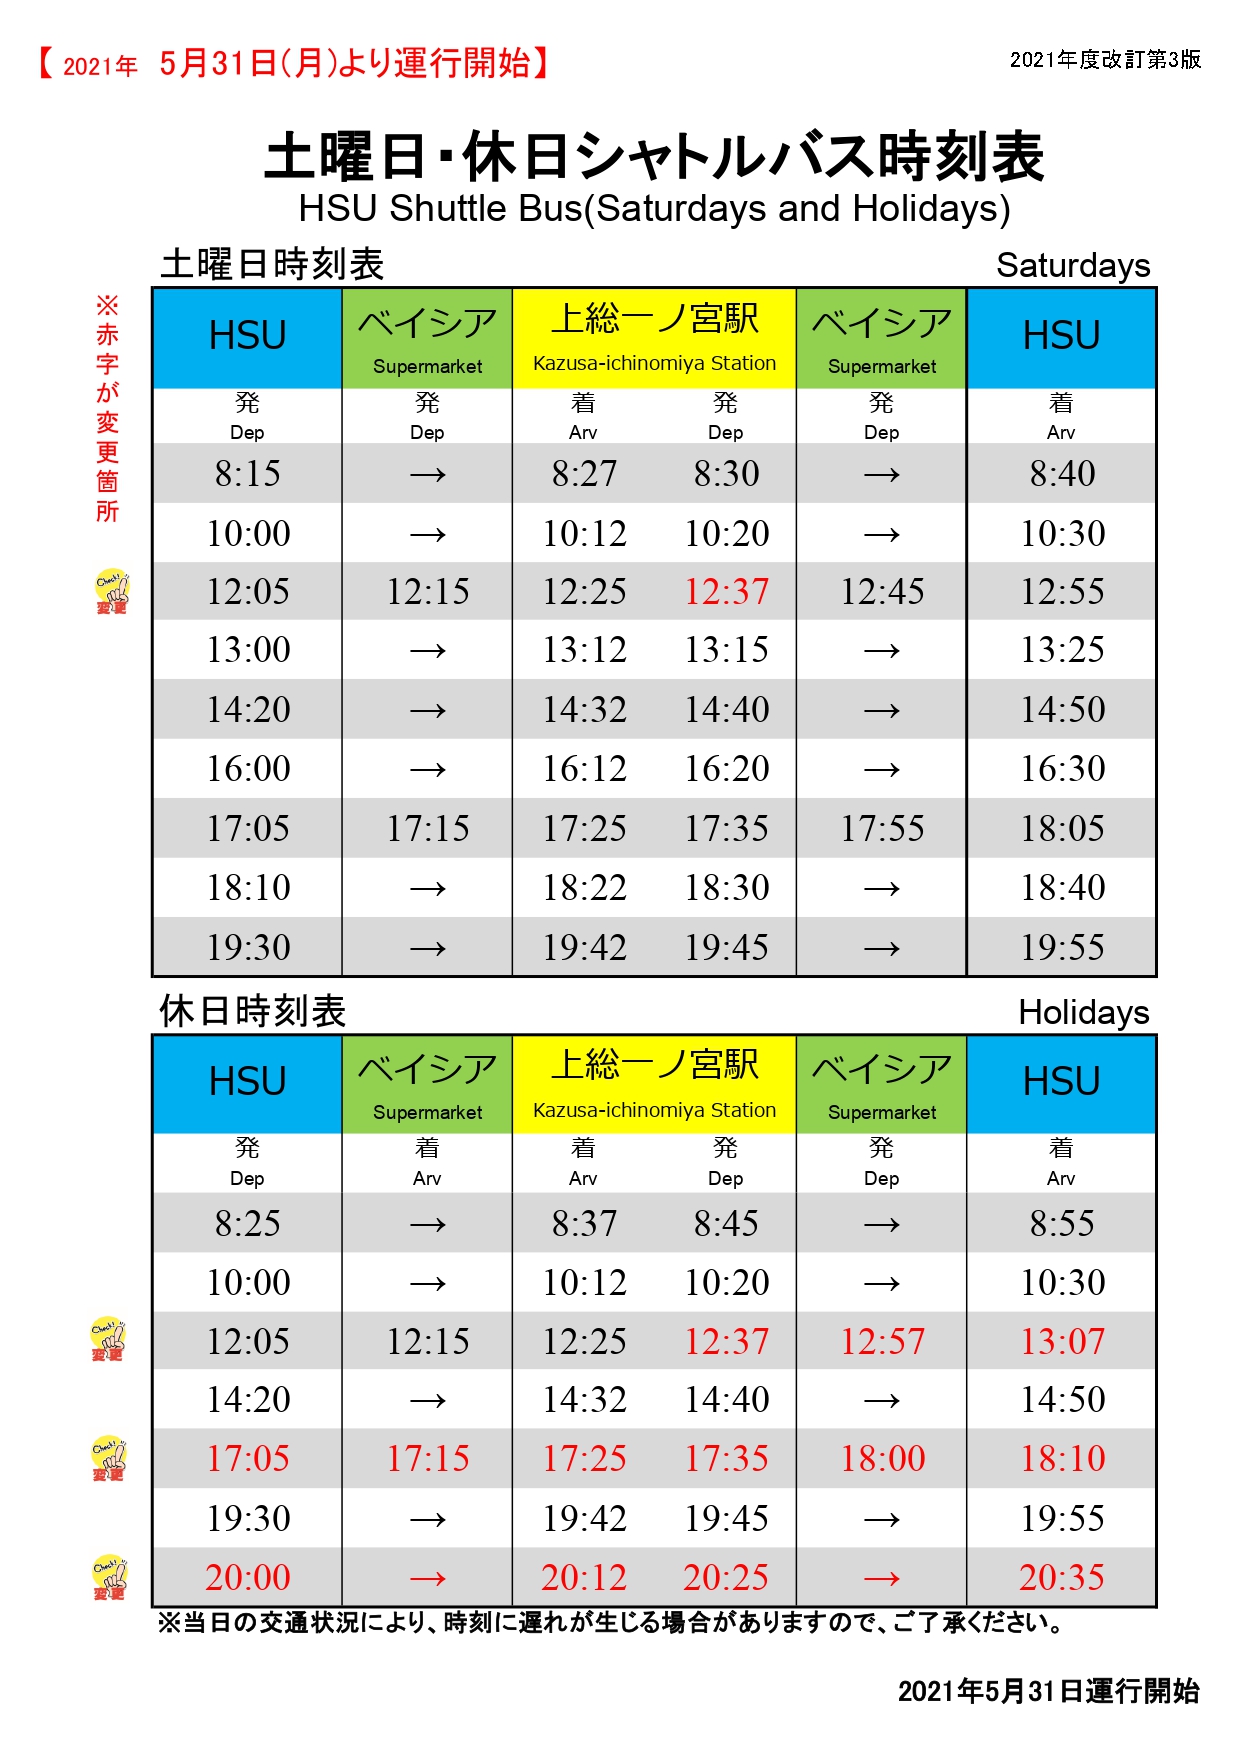 【 2021年　5月31日(月)より運行開始】
2021年度改訂第3版
土曜日・休日シャトルバス時刻表
HSU Shuttle Bus(Saturdays and Holidays)
土曜日時刻表 Saturdays
※赤字が変更箇所
HSU ベイシア 上総一ノ宮駅 ベイシア HSU
Supermarket Kazusa-ichinomiya Station Supermarket
発 発 着 発 発 着
Dep Dep Arv Dep Dep Arv
8:15 → 8:27 8:30 → 8:40
10:00 → 10:12 10:20 → 10:30
Check! 変更 12:05 12:15 12:25 12:37 12:45 12:55
13:00 → 13:12 13:15 → 13:25
14:20 → 14:32 14:40 → 14:50
16:00 → 16:12 16:20 → 16:30
17:05 17:15 17:25 17:35 17:55 18:05
18:10 → 18:22 18:30 → 18:40
19:30 → 19:42 19:45 → 19:55
休日時刻表 Holidays
HSU ベイシア 上総一ノ宮駅 ベイシア HSU
Supermarket Kazusa-ichinomiya Station Supermarket
発 着 着 発 発 着
Dep Arv Arv Dep Dep Arv
8:25 → 8:37 8:45 → 8:55
10:00 → 10:12 10:20 → 10:30
Check! 変更 12:05 12:15 12:25 12:37 12:57 13:07
14:20 → 14:32 14:40 → 14:50
Check! 変更 17:05 17:15 17:25 17:35 18:00 18:10
19:30 → 19:42 19:45 → 19:55
Check! 変更 20:00 → 20:12 20:25 → 20:35
※当日の交通状況により、時刻に遅れが生じる場合がありますので、ご了承ください。
2021年5月31日運行開始